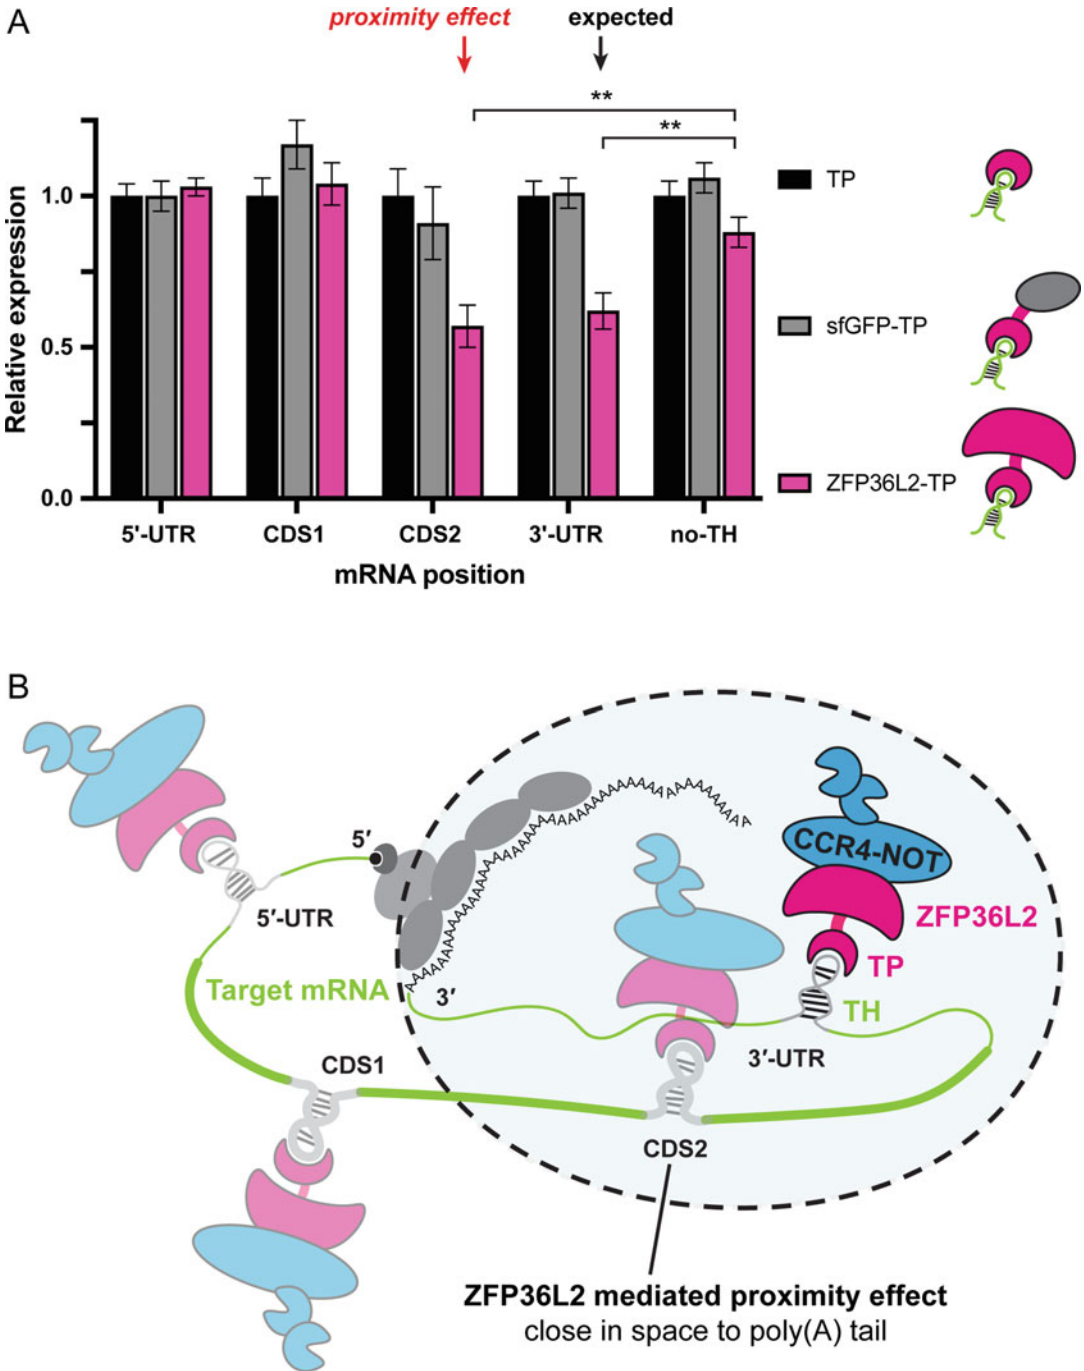 A
proximity effect
expected
**
**
Relative expression
1.0
0.5
0.0
5′-UTR
CDS1
CDS2
3′-UTR
no-TH
mRNA position
TP
sfGFP-TP
ZFP36L2-TP
B
5′
AAAAAAAAAAAAAAAAAAAAAAAAAAAAAAAAAAAAAAAAAA AAAAAAAAA
CCR4-NOT
ZFP36L2
5′-UTR
TP
Target mRNA
3′
TH
3′-UTR
CDS1
CDS2
ZFP36L2 mediated proximity effect
close in space to poly(A) tail